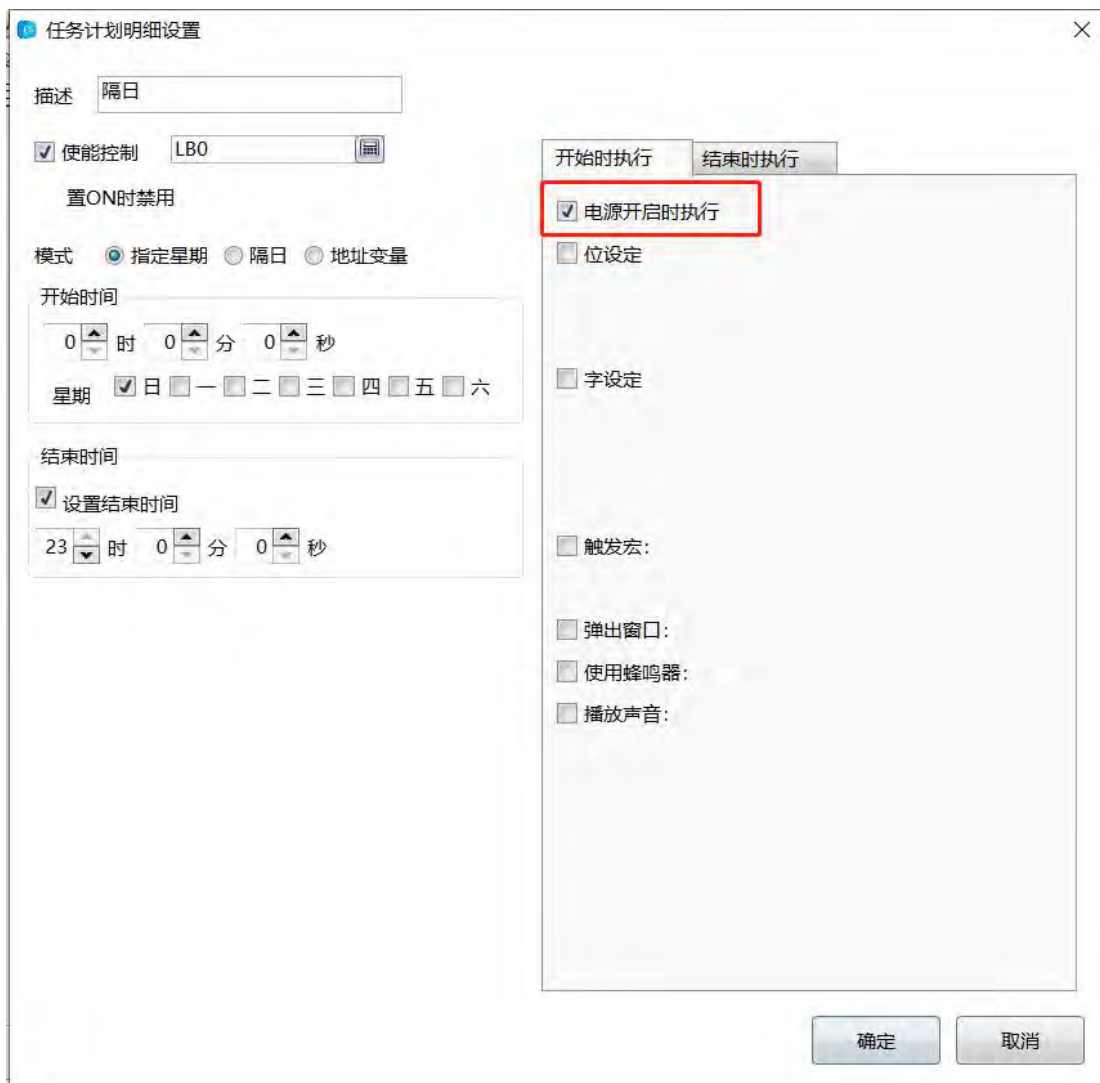 任务计划明细设置
描述 隔日
使能控制 LB0
置ON时禁用
模式 指定星期 隔日 地址变量
开始时间
0 时 0 分 0 秒
星期 日 一 二 三 四 五 六
结束时间
设置结束时间
23 时 0 分 0 秒
开始时执行 结束时执行
电源开启时执行
位设定
字设定
触发宏:
弹出窗口:
使用蜂鸣器:
播放声音:
确定 取消